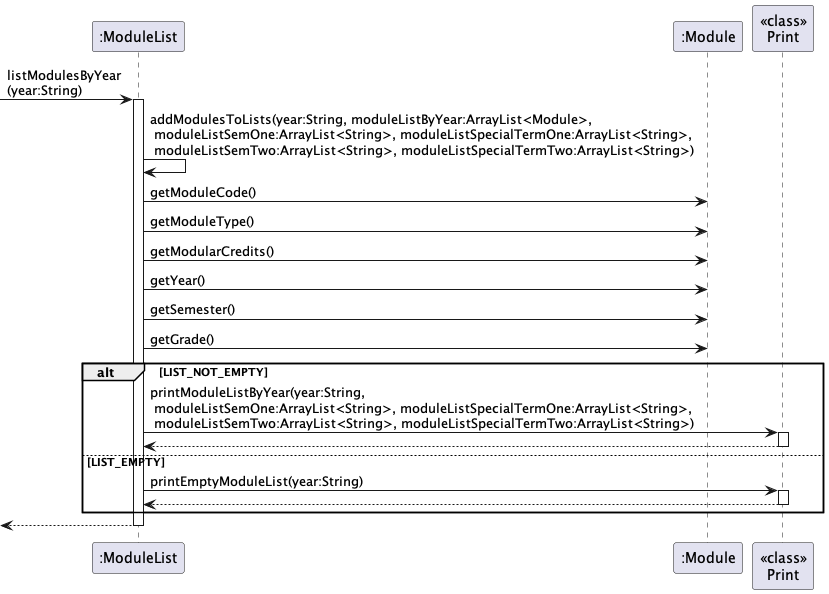 «class»
:ModuleList
:Module
Print
listModulesByYear
(year:String)
addModulesToLists(year:String, moduleListByYear:ArrayList<Module>,
moduleListSemOne:ArrayList<String>, moduleListSpecialTermOne:ArrayList<String>,
moduleListSemTwo:ArrayList<String>, moduleListSpecialTermTwo:ArrayList<String>)
getModuleCode()
getModuleType()
getModularCredits()
getYear()
getSemester()
getGrade()
alt [LIST_NOT_EMPTY]
printModuleListByYear(year:String,
moduleListSemOne:ArrayList<String>, moduleListSpecialTermOne:ArrayList<String>,
moduleListSemTwo:ArrayList<String>, moduleListSpecialTermTwo:ArrayList<String>)
[LIST_EMPTY]
printEmptyModuleList(year:String)
:ModuleList
:Module
«class»
Print